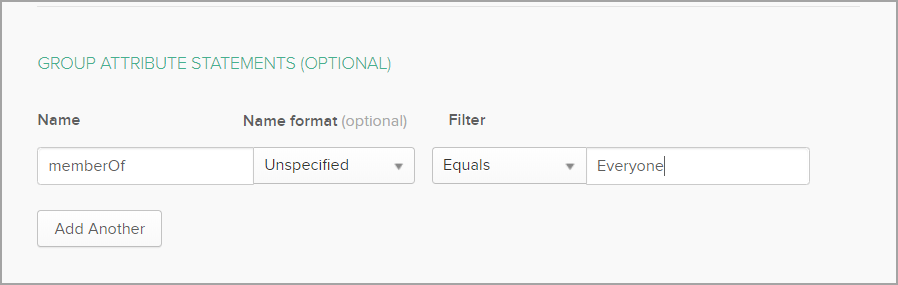 GROUP ATTRIBUTE STATEMENTS (OPTIONAL)
Name Name format (optional) Filter
memberOf Unspecified Equals Everyone
Add Another